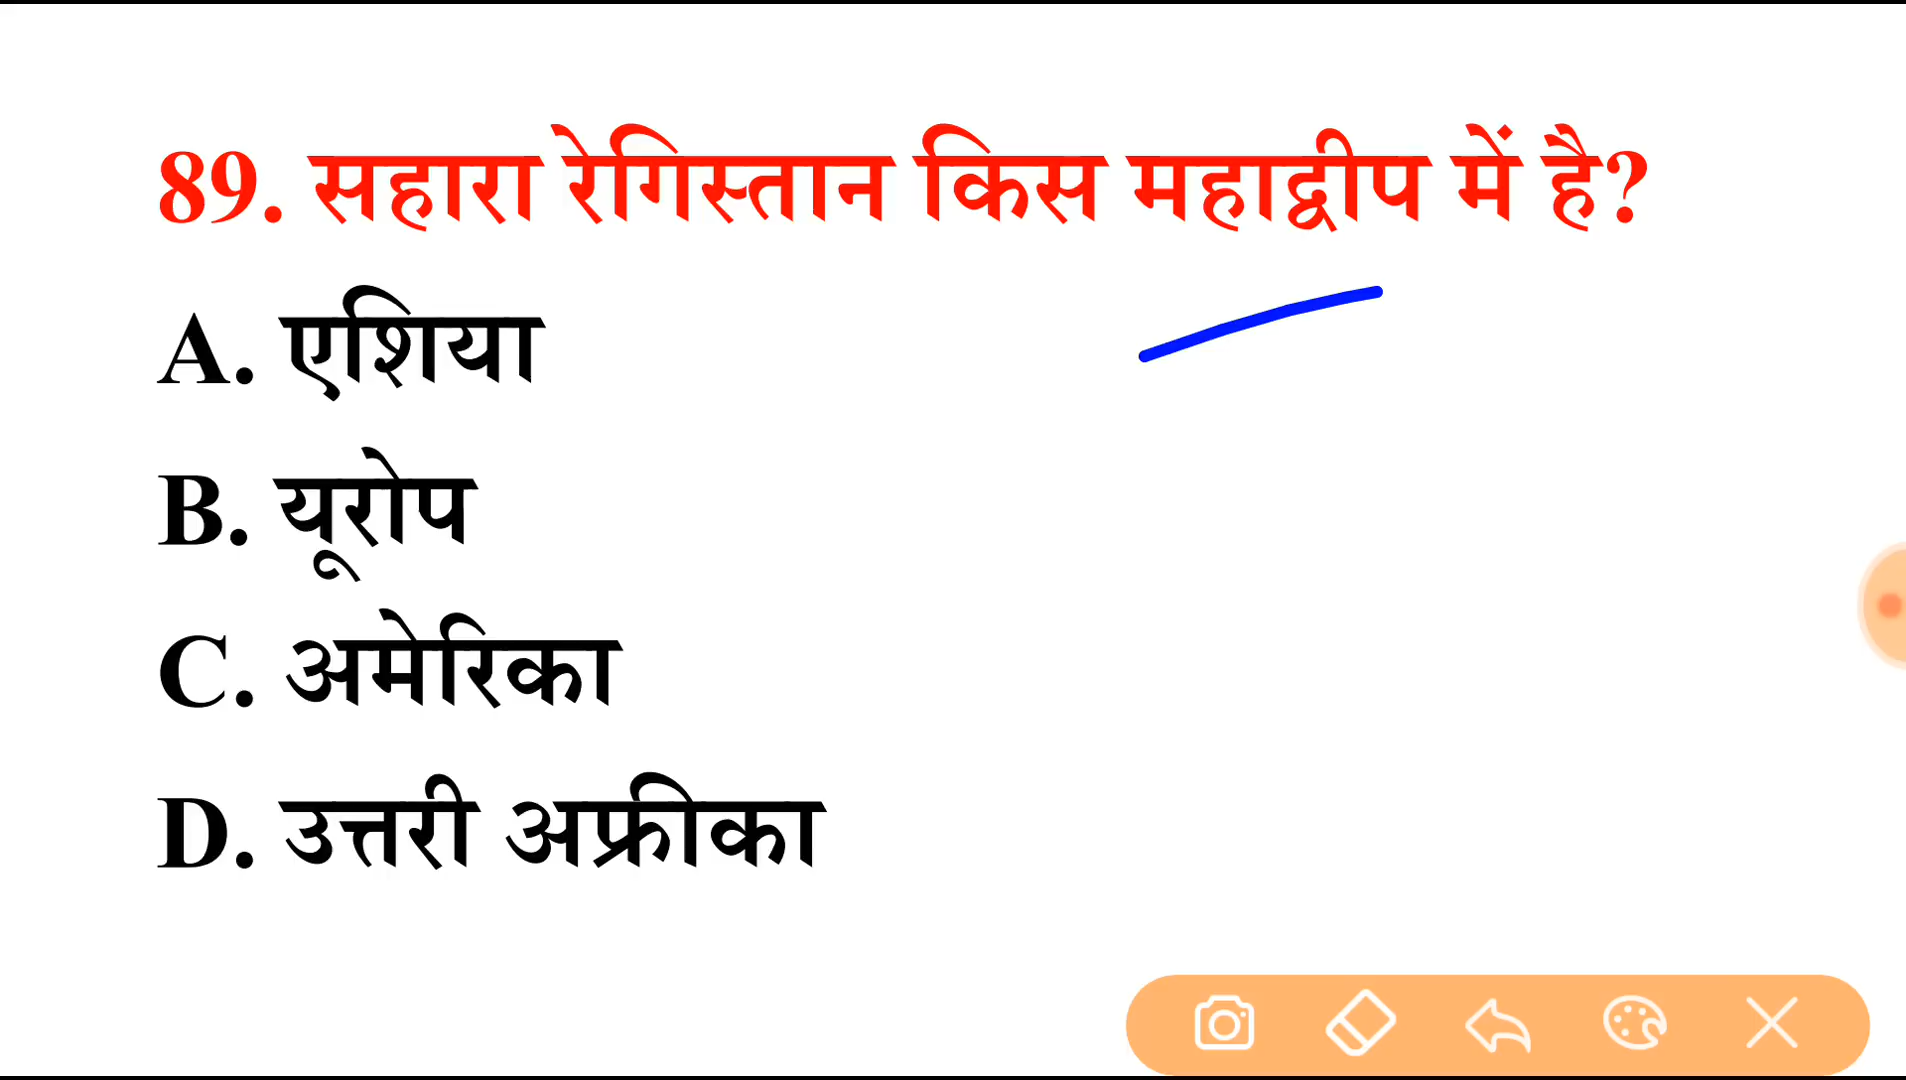 89. सहारा रेगिस्तान किस महाद्वीप में है?
A. एशिया
B. यूरोप
C. अमेरिका
D. उत्तरी अफ्रीका